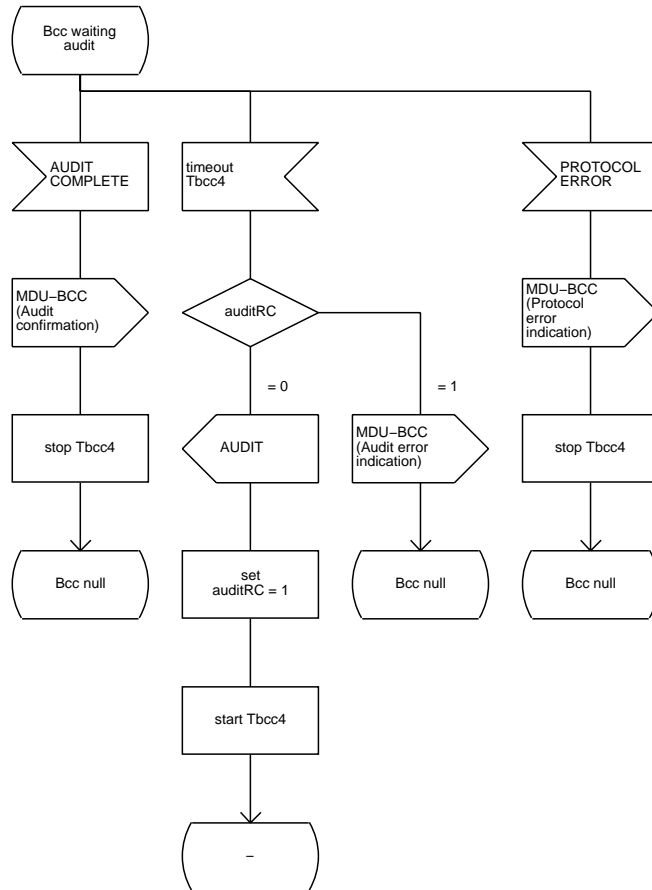 Bcc waiting
audit
AUDIT
COMPLETE
timeout
Tbcc4
PROTOCOL
ERROR
MDU−BCC
(Audit
confirmation)
auditRC
MDU−BCC
(Protocol
error
indication)
= 0
= 1
stop Tbcc4
AUDIT
MDU−BCC
(Audit error
indication)
stop Tbcc4
Bcc null
set
auditRC = 1
Bcc null
Bcc null
start Tbcc4
−